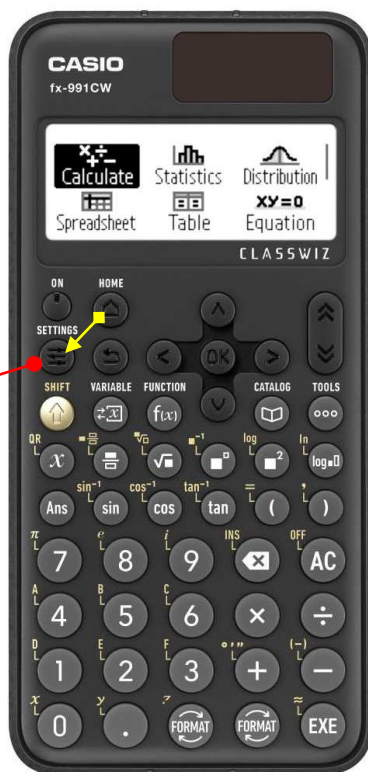 CASIO
fx-991CW
Calculate Statistics Distribution
Spreadsheet Table Equation
XY=0
CLASSWIZ
ON HOME
SETTINGS
OK
SHIFT VARIABLE FUNCTION CATALOG TOOLS
f(x)
QR log ln
x √■ ■² log■□
sin⁻¹ cos⁻¹ tan⁻¹ = ,
Ans sin cos tan ( )
π e i INS OFF
7 8 9 AC
A B C
4 5 6 × ÷
D E F ° ′ ″ (−)
1 2 3 + −
x y z ≈
0 . FORMAT FORMAT EXE